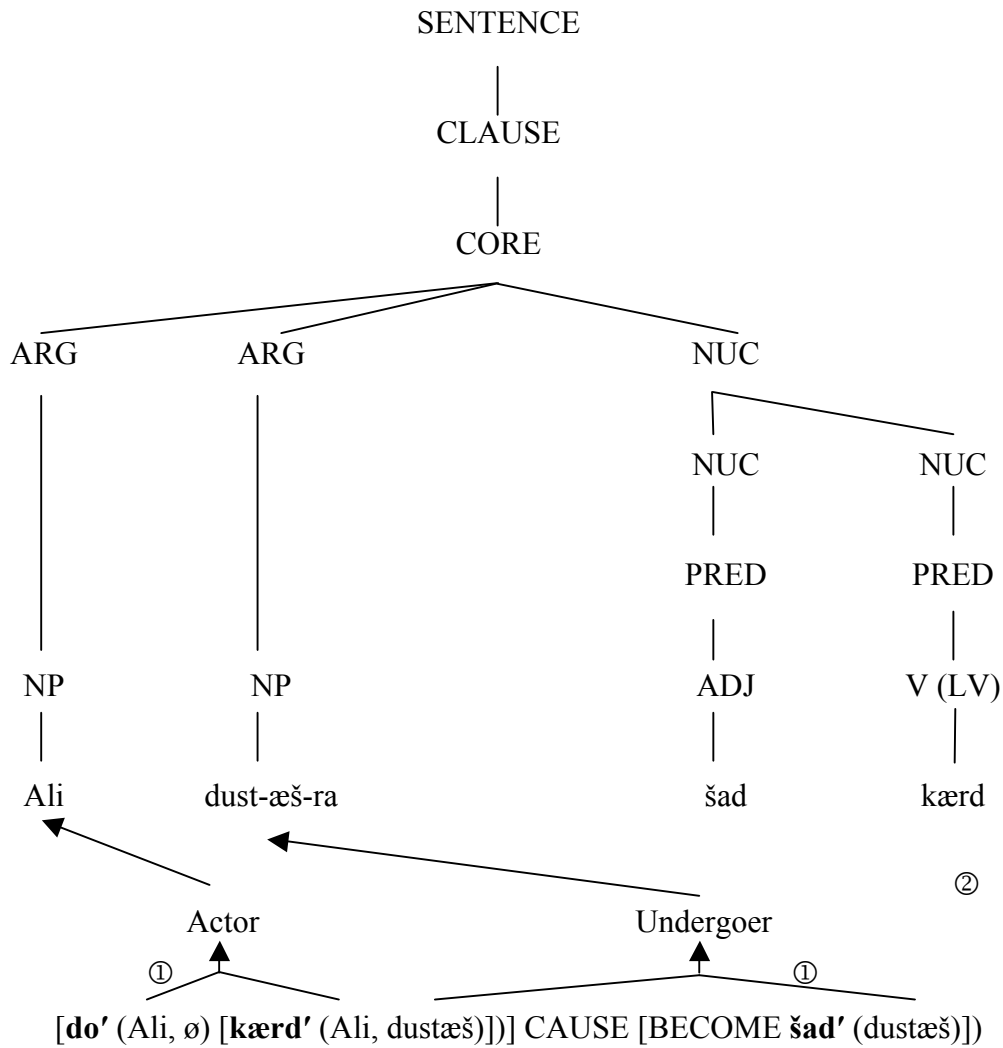 SENTENCE
CLAUSE
CORE
ARG ARG NUC
NUC NUC
PRED PRED
NP NP ADJ V (LV)
Ali dust-æš-ra šad kærd
②
Actor Undergoer
① ①
[do′ (Ali, ø) [kærd′ (Ali, dustæš)])] CAUSE [BECOME šad′ (dustæš)])